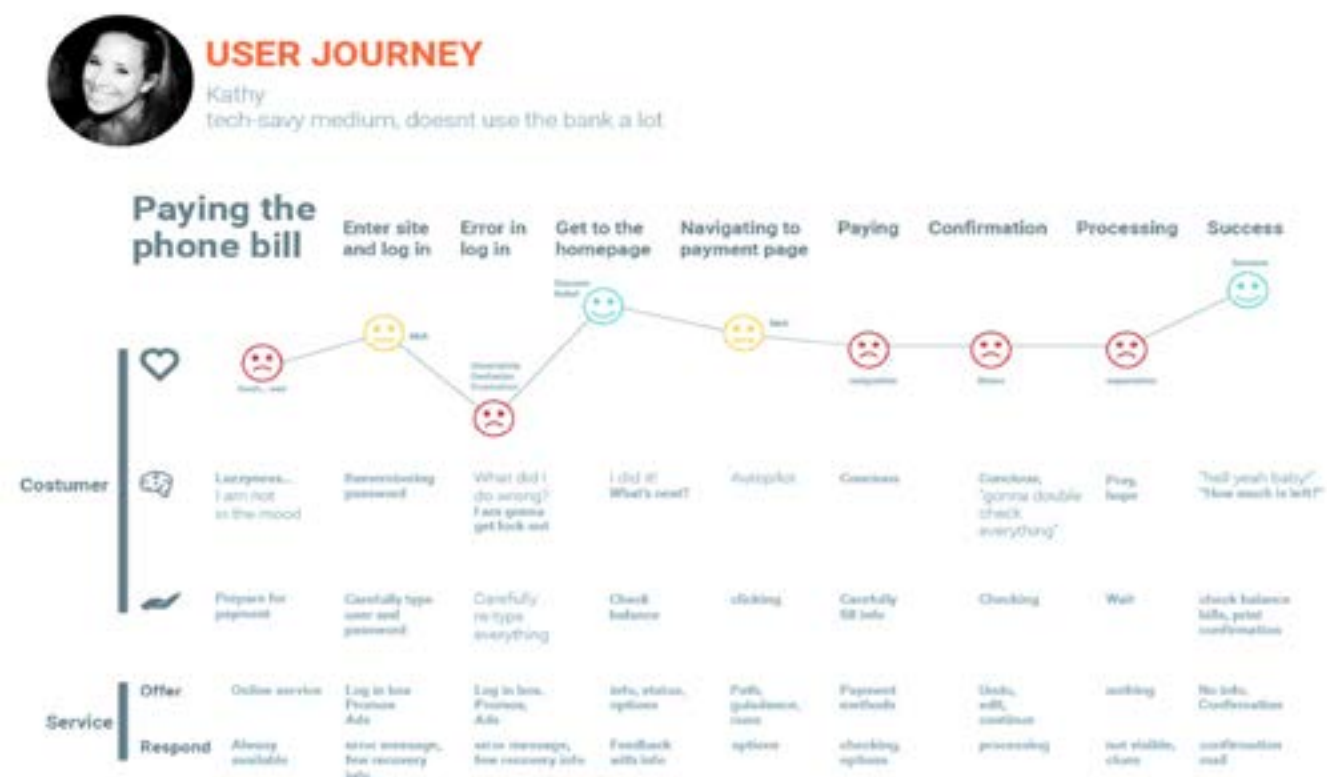 USER JOURNEY
Kathy
tech-savy medium, doesnt use the bank a lot
Paying the
phone bill
Enter site
and log in
Error in
log in
Get to the
homepage
Navigating to
payment page
Paying
Confirmation
Processing
Success
Success
Costumer
I am not
in the mood
Remembering
password
What did I
do wrong?
I am gonna
get lock out
I did it!
What's next?
Autopilot
Conscious,
"gonna double
check
everything"
Pray,
hope
"hell yeah baby!"
"How much is left?"
Prepare for
payment
Carefully type
user and
password
Carefully
re-type
everything
Check
balance
clicking
Carefully
fill info
Checking
Wait
check balance
bills, print
confirmation
Service
Offer
Online service
Log in box
Promos
Ads
Log in box,
Promos,
Ads
info, status,
options
Path,
Payment
methods
Undo,
edit,
continue
nothing
No info,
Confirmation
Respond
Always
available
error message,
few recovery
info
error message,
few recovery info
Feedback
with info
options
checking,
options
processing
not visible,
clues
confirmation
mail